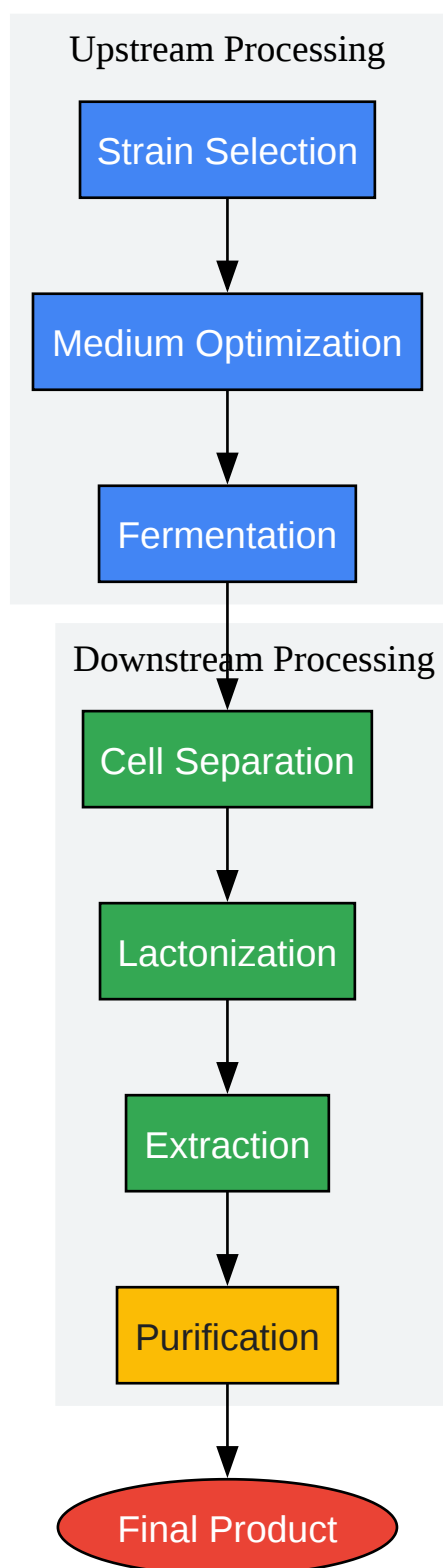 Upstream Processing
Strain Selection
Medium Optimization
Fermentation
Downstream Processing
Cell Separation
Lactonization
Extraction
Purification
Final Product